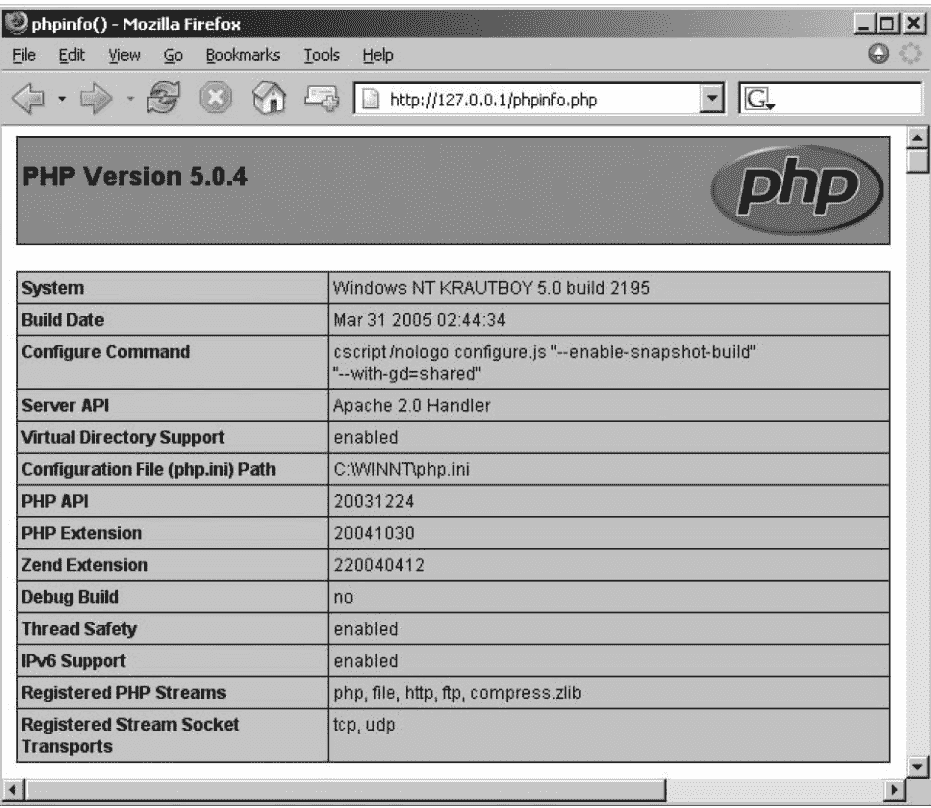 phpinfo() - Mozilla Firefox
File Edit View Go Bookmarks Tools Help
http://127.0.0.1/phpinfo.php
G
PHP Version 5.0.4
php
System Windows NT KRAUTBOY 5.0 build 2195
Build Date Mar 31 2005 02:44:34
Configure Command cscript /nologo configure.js "--enable-snapshot-build"
"--with-gd=shared"
Server API Apache 2.0 Handler
Virtual Directory Support enabled
Configuration File (php.ini) Path C:\WINNT\php.ini
PHP API 20031224
PHP Extension 20041030
Zend Extension 220040412
Debug Build no
Thread Safety enabled
IPv6 Support enabled
Registered PHP Streams php, file, http, ftp, compress.zlib
Registered Stream Socket tcp, udp
Transports